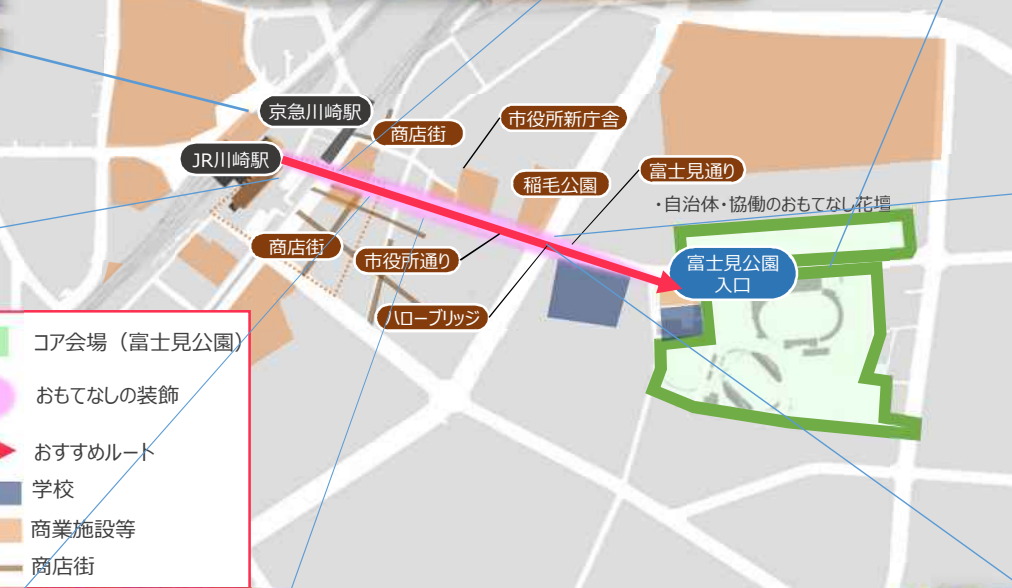 京急川崎駅
JR川崎駅
商店街
市役所新庁舎
稲毛公園
富士見通り
・自治体・協働のおもてなし花壇
商店街
市役所通り
富士見公園
入口
ハローブリッジ
コア会場（富士見公園）
おもてなしの装飾
おすすめルート
学校
商業施設等
商店街